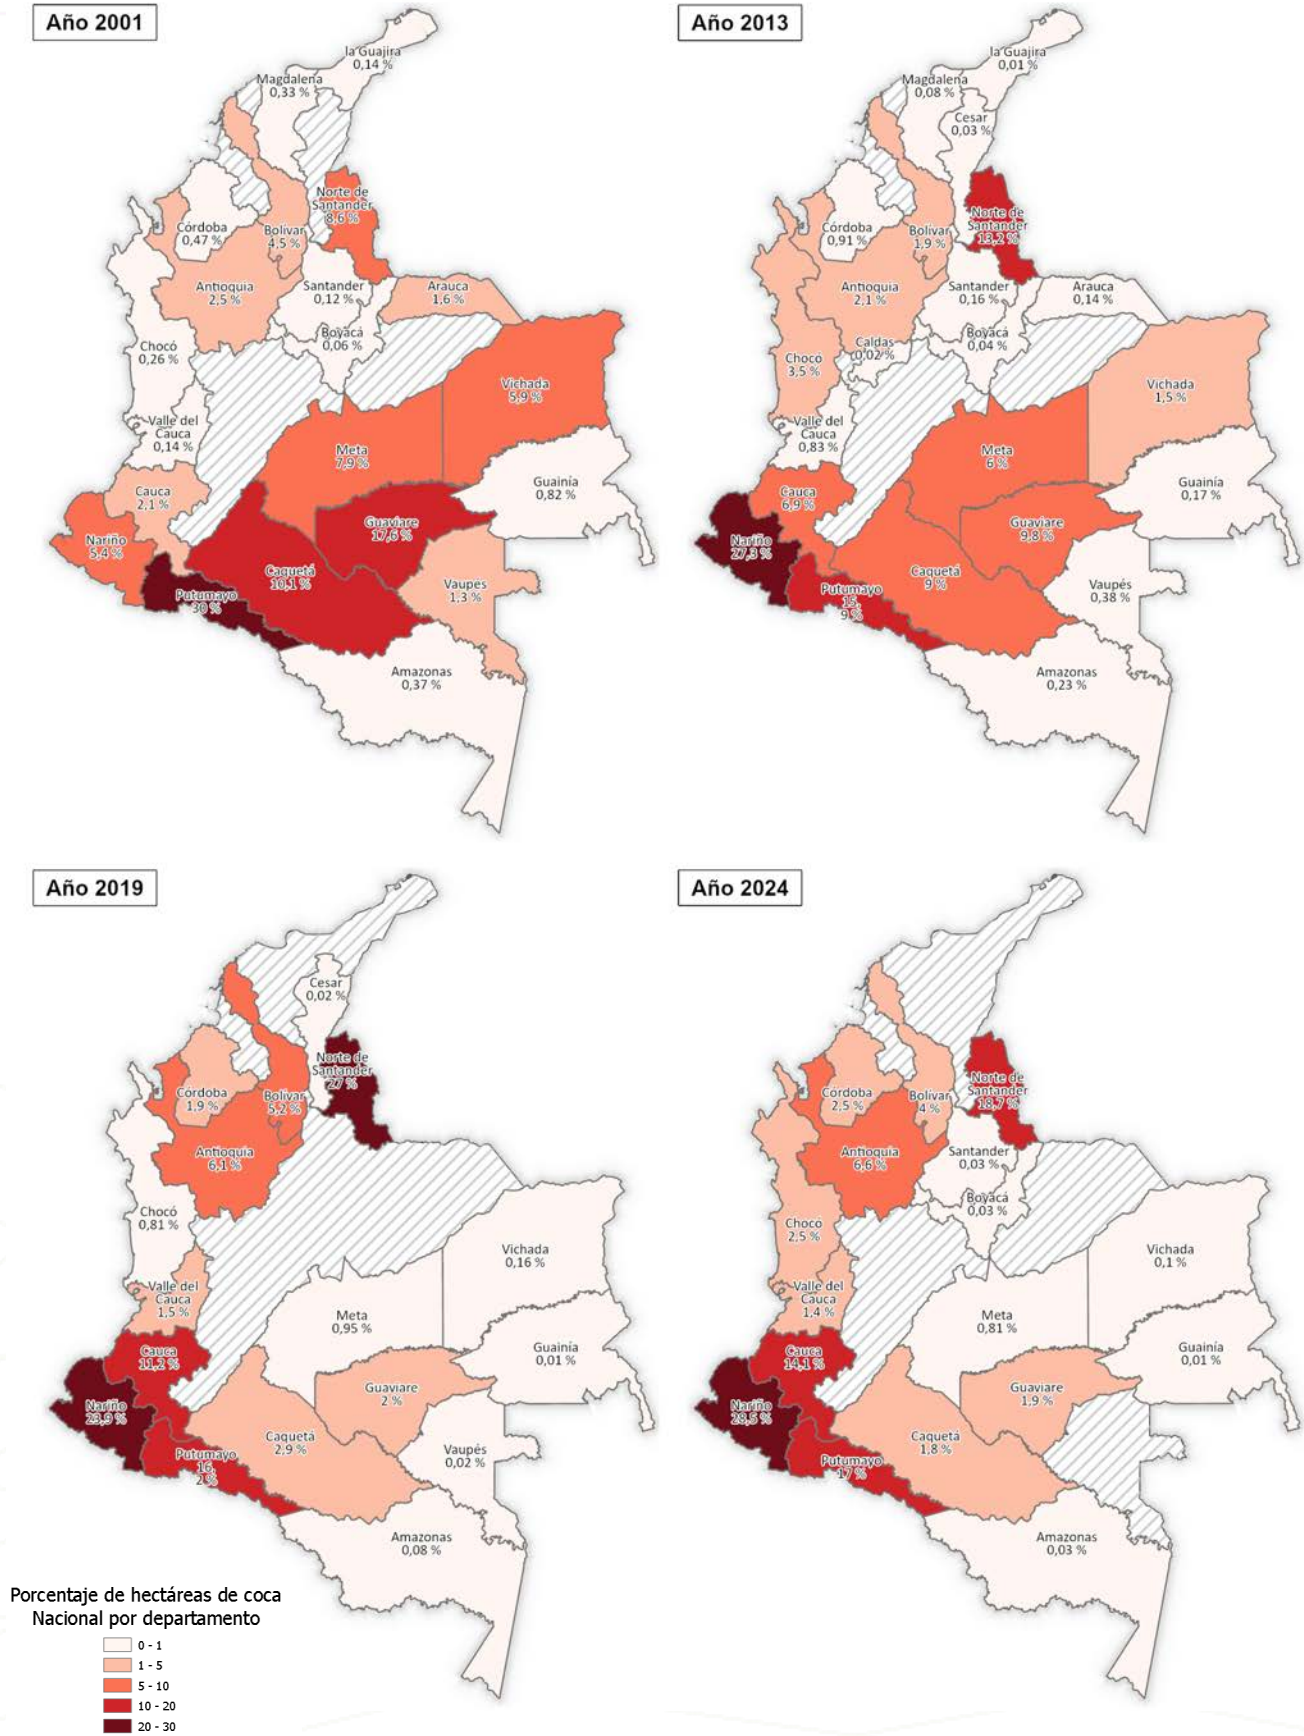 Año 2001
la Guajira
0,14 %
Magdalena
0,33 %
Norte de
Santander
8,6 %
Córdoba
0,47 %
Bolívar
4,5 %
Antioquia
2,5 %
Santander
0,12 %
Arauca
1,6 %
Boyacá
0,06 %
Chocó
0,26 %
Vichada
5,9 %
Valle del
Cauca
0,14 %
Meta
7,9 %
Guainía
0,82 %
Cauca
2,1 %
Guaviare
17,6 %
Nariño
5,4 %
Caquetá
10,1 %
Vaupés
1,3 %
Putumayo
30 %
Amazonas
0,37 %
Año 2013
la Guajira
0,01 %
Magdalena
0,08 %
Cesar
0,03 %
Norte de
Santander
13,2 %
Córdoba
0,91 %
Bolívar
1,9 %
Antioquia
2,1 %
Santander
0,16 %
Arauca
0,14 %
Boyacá
0,04 %
Caldas
0,02 %
Chocó
3,5 %
Vichada
1,5 %
Valle del
Cauca
0,83 %
Meta
6 %
Guainía
0,17 %
Cauca
6,9 %
Guaviare
9,8 %
Nariño
27,3 %
Caquetá
9 %
Vaupés
0,38 %
Putumayo
15,
9 %
Amazonas
0,23 %
Año 2019
Cesar
0,02 %
Norte de
Santander
27 %
Córdoba
1,9 %
Bolívar
5,2 %
Antioquia
6,1 %
Chocó
0,81 %
Vichada
0,16 %
Valle del
Cauca
1,5 %
Meta
0,95 %
Guainía
0,01 %
Cauca
11,2 %
Guaviare
2 %
Nariño
23,9 %
Caquetá
2,9 %
Vaupés
0,02 %
Putumayo
16,
2 %
Amazonas
0,08 %
Año 2024
Norte de
Santander
18,7 %
Córdoba
2,5 %
Bolívar
4 %
Antioquia
6,6 %
Santander
0,03 %
Boyacá
0,03 %
Chocó
2,5 %
Vichada
0,1 %
Valle del
Cauca
1,4 %
Meta
0,81 %
Guainía
0,01 %
Cauca
14,1 %
Guaviare
1,9 %
Nariño
28,5 %
Caquetá
1,8 %
Putumayo
17 %
Amazonas
0,03 %
Porcentaje de hectáreas de coca
Nacional por departamento
0 - 1
1 - 5
5 - 10
10 - 20
20 - 30